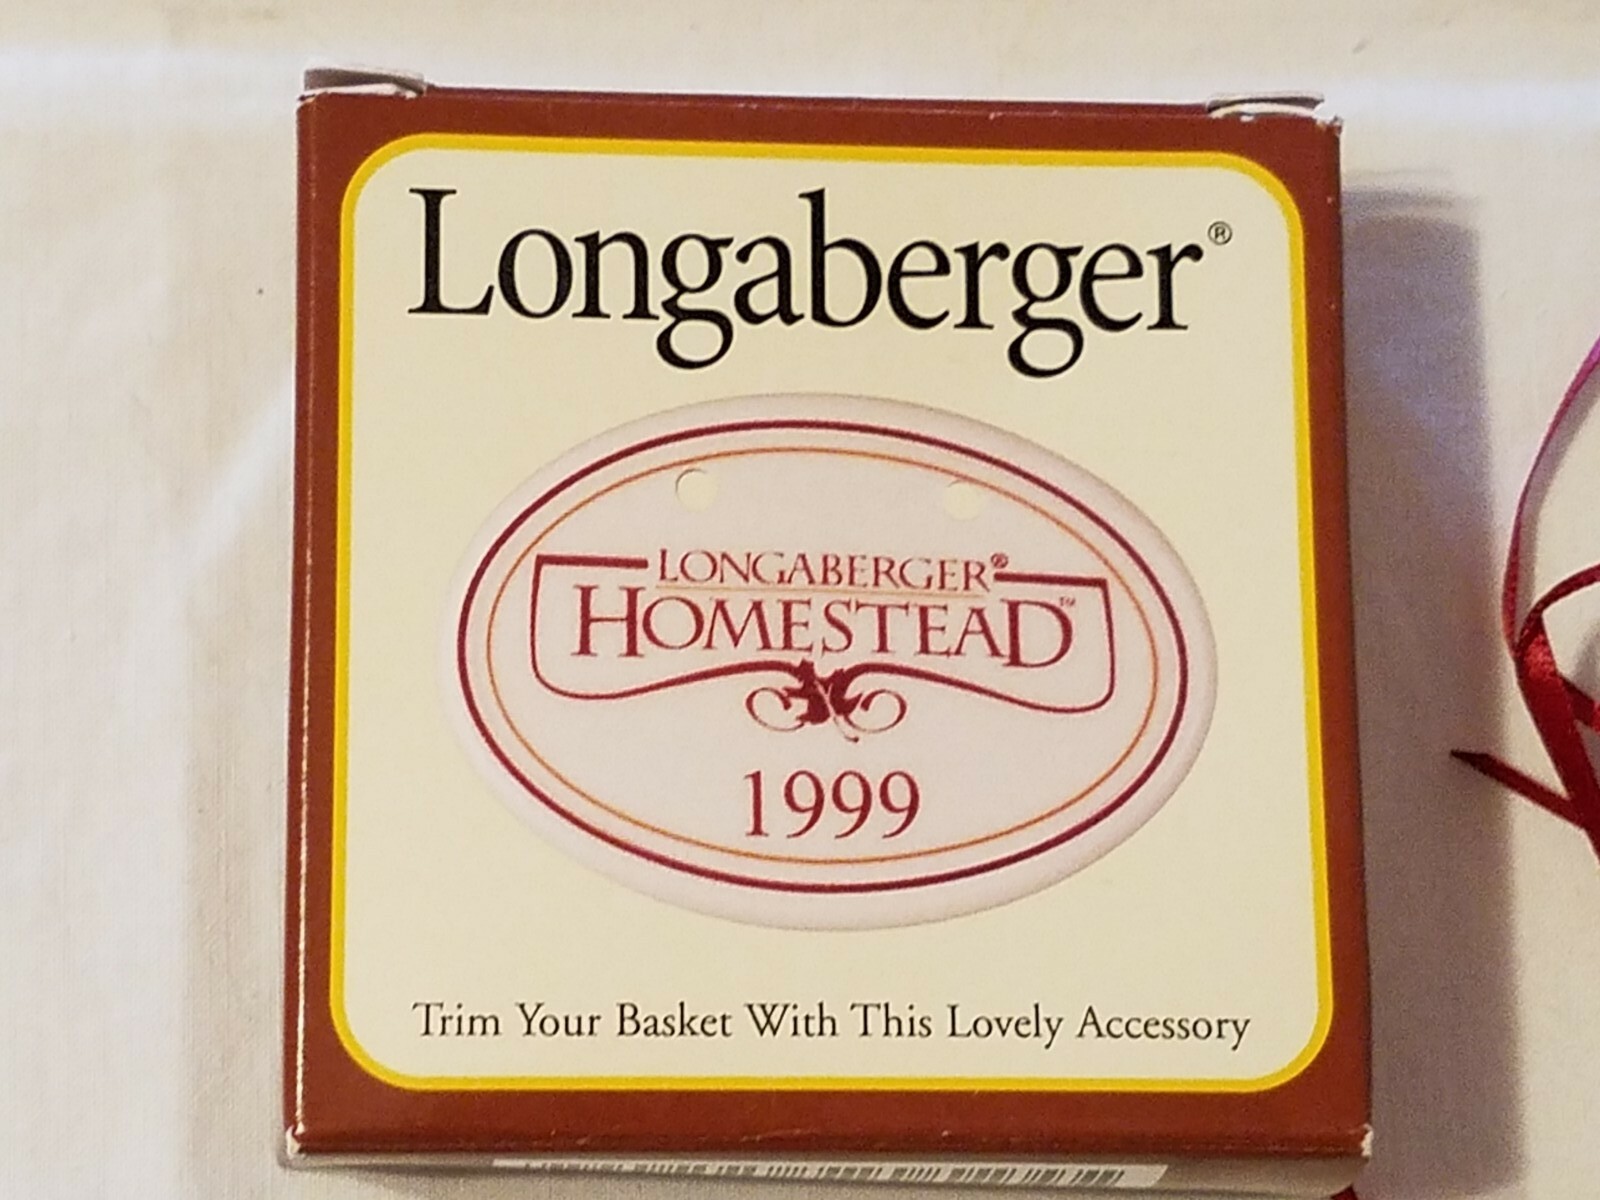 Longaberger®
LONGABERGER®
HOMESTEAD™
1999
Trim Your Basket With This Lovely Accessory